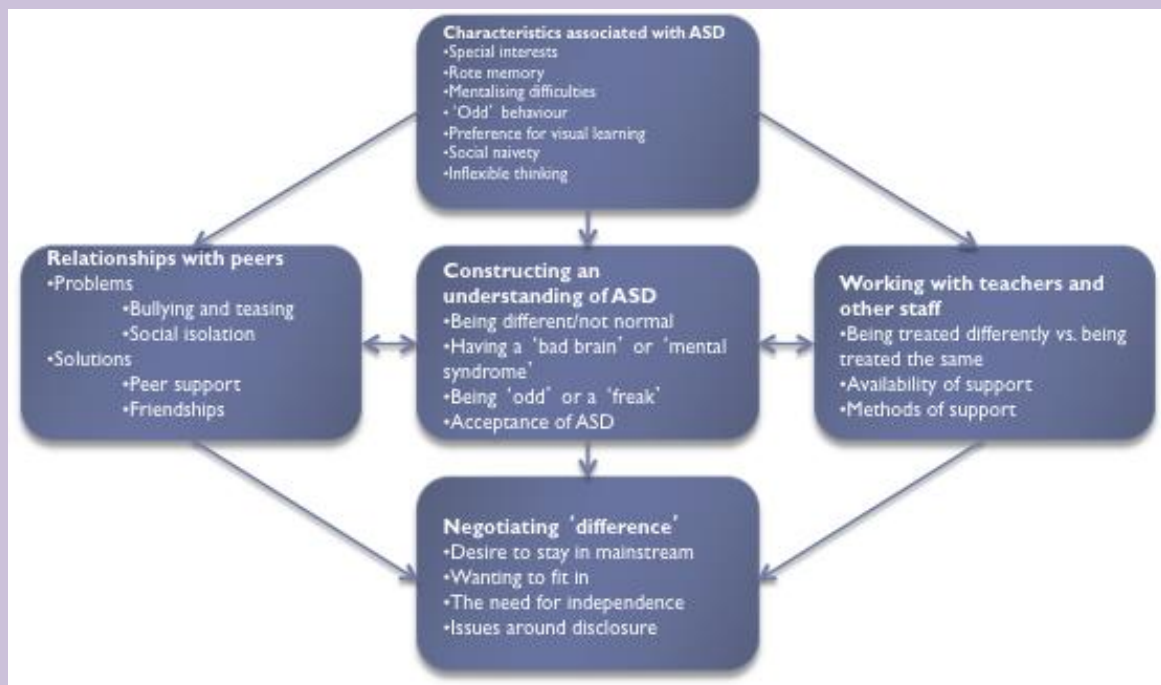 Characteristics associated with ASD
•Special interests
•Rote memory
•Mentalising difficulties
• ‘Odd’ behaviour
•Preference for visual learning
•Social naivety
•Inflexible thinking
Relationships with peers
•Problems
•Bullying and teasing
•Social isolation
•Solutions
•Peer support
•Friendships
Constructing an
understanding of ASD
•Being different/not normal
•Having a ‘bad brain’ or ‘mental
syndrome’
•Being ‘odd’ or a ‘freak’
•Acceptance of ASD
Working with teachers and
other staff
•Being treated differently vs. being
treated the same
•Availability of support
•Methods of support
Negotiating ‘difference’
•Desire to stay in mainstream
•Wanting to fit in
•The need for independence
•Issues around disclosure